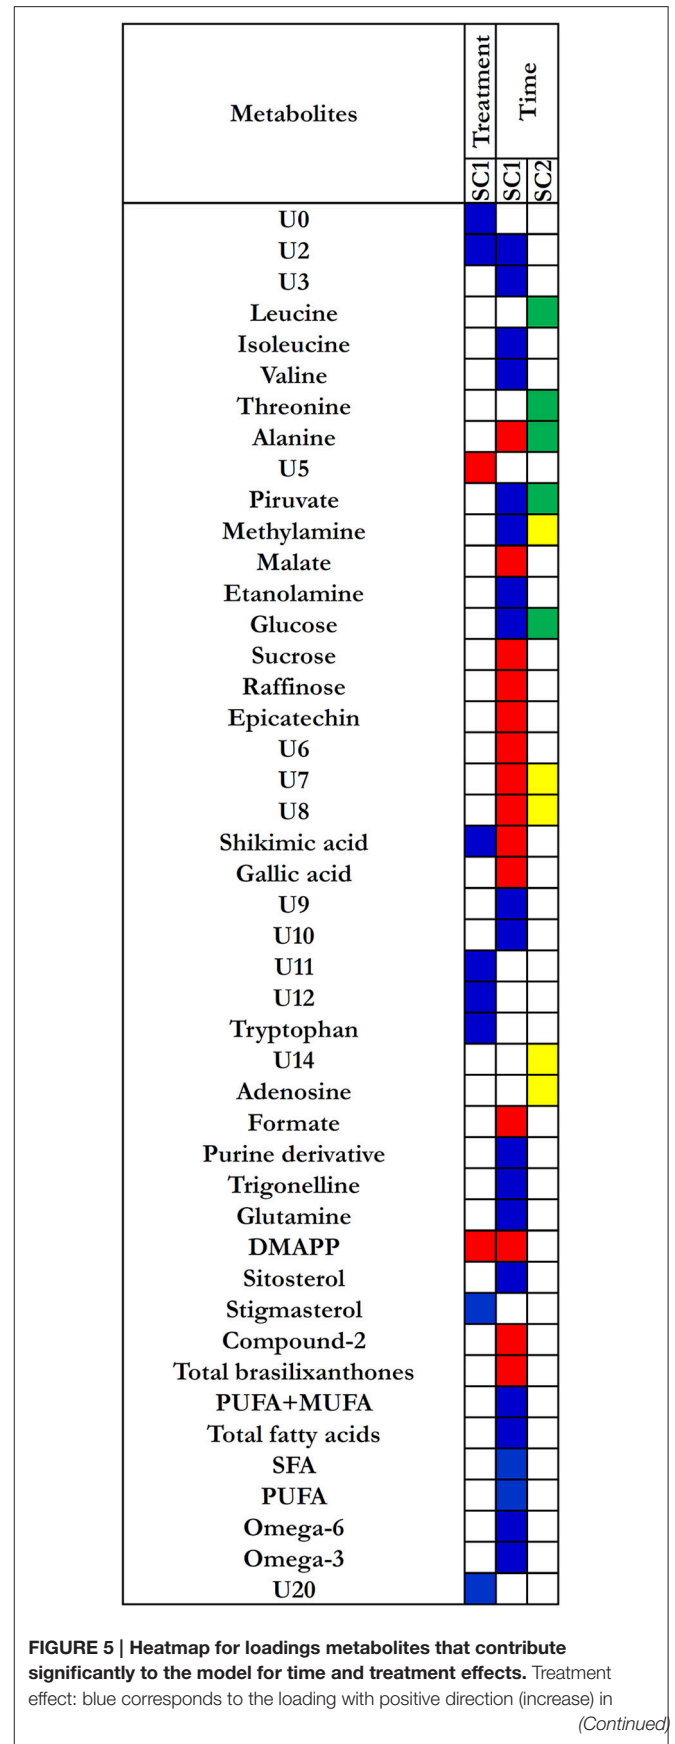 Metabolites
Treatment
Time
SC1
SC1
SC2
U0
U2
U3
Leucine
Isoleucine
Valine
Threonine
Alanine
U5
Piruvate
Methylamine
Malate
Etanolamine
Glucose
Sucrose
Raffinose
Epicatechin
U6
U7
U8
Shikimic acid
Gallic acid
U9
U10
U11
U12
Tryptophan
U14
Adenosine
Formate
Purine derivative
Trigonelline
Glutamine
DMAPP
Sitosterol
Stigmasterol
Compound-2
Total brasilixanthones
PUFA+MUFA
Total fatty acids
SFA
PUFA
Omega-6
Omega-3
U20
FIGURE 5 | Heatmap for loadings metabolites that contribute
significantly to the model for time and treatment effects. Treatment
effect: blue corresponds to the loading with positive direction (increase) in
(Continued)